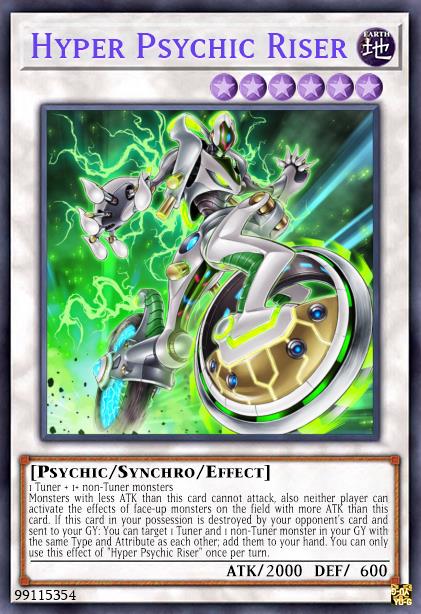 HYPER PSYCHIC RISER
EARTH
地
[PSYCHIC/SYNCHRO/EFFECT]
1 Tuner + 1+ non-Tuner monsters
Monsters with less ATK than this card cannot attack, also neither player can
activate the effects of face-up monsters on the field with more ATK than this
card. If this card in your possession is destroyed by your opponent's card and
sent to your GY: You can target 1 Tuner and 1 non-Tuner monster in your GY with
the same Type and Attribute as each other; add them to your hand. You can only
use this effect of "Hyper Psychic Riser" once per turn.
ATK/2000 DEF/ 600
99115354